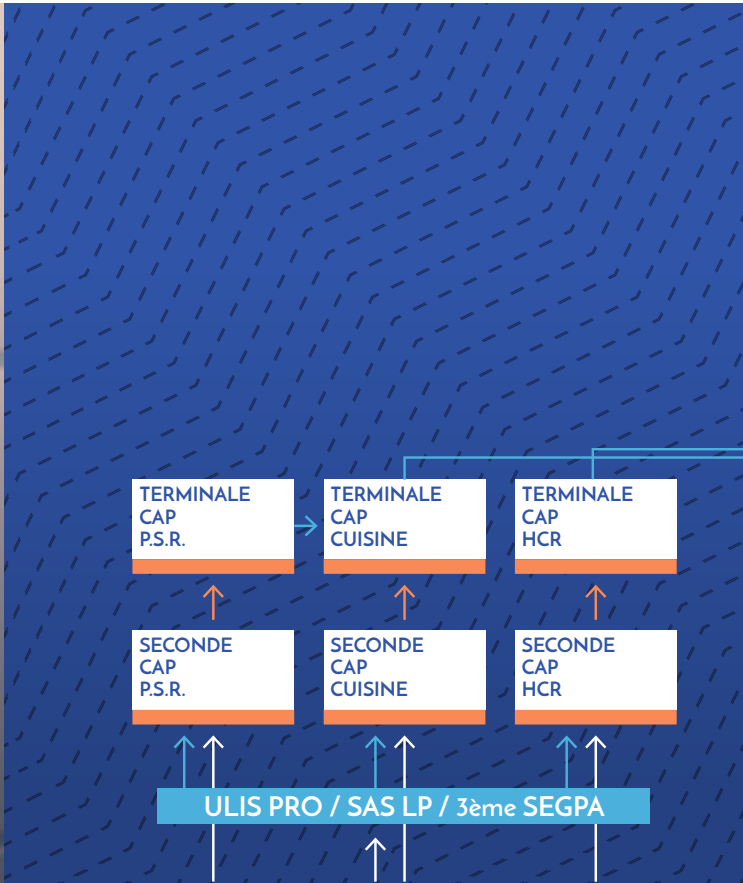 TERMINALE
CAP
P.S.R.
TERMINALE
CAP
CUISINE
TERMINALE
CAP
HCR
SECONDE
CAP
P.S.R.
SECONDE
CAP
CUISINE
SECONDE
CAP
HCR
ULIS PRO / SAS LP / 3ème SEGPA